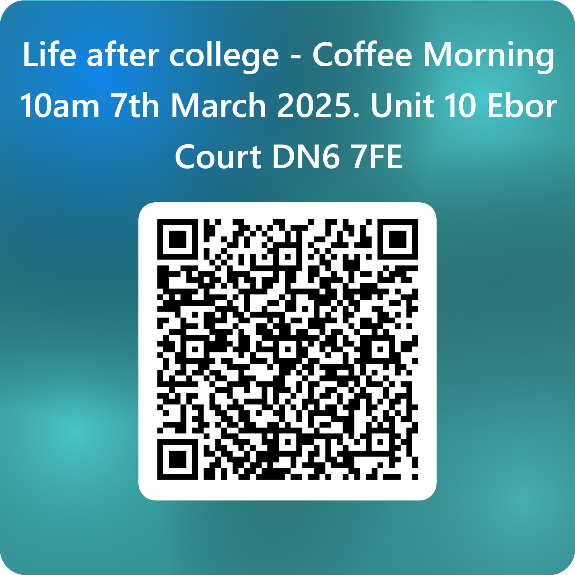 Life after college - Coffee Morning
10am 7th March 2025. Unit 10 Ebor
Court DN6 7FE